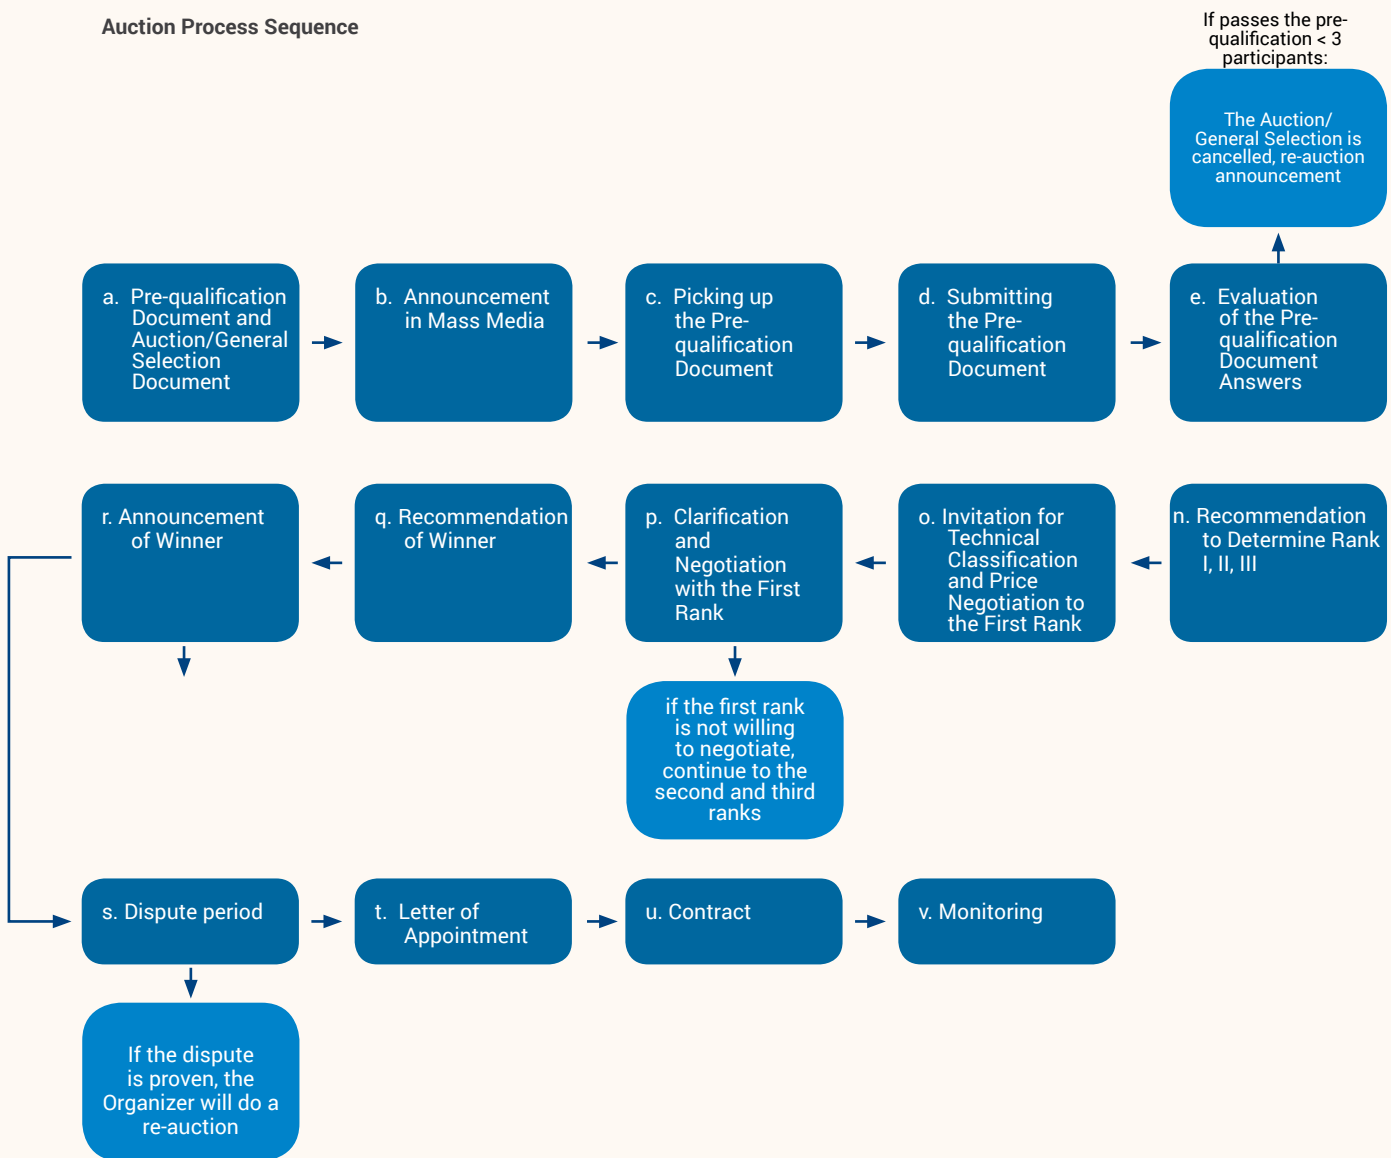 Auction Process Sequence
If passes the pre-
qualification < 3
participants:
The Auction/
General Selection is
cancelled, re-auction
announcement
a. Pre-qualification
Document and
Auction/General
Selection
Document
b. Announcement
in Mass Media
c. Picking up
the Pre-
qualification
Document
d. Submitting
the Pre-
qualification
Document
e. Evaluation
of the Pre-
qualification
Document
Answers
r. Announcement
of Winner
q. Recommendation
of Winner
p. Clarification
and
Negotiation
with the First
Rank
o. Invitation for
Technical
Classification
and Price
Negotiation to
the First Rank
n. Recommendation
to Determine Rank
I, II, III
if the first rank
is not willing
to negotiate,
continue to the
second and third
ranks
s. Dispute period
t. Letter of
Appointment
u. Contract
v. Monitoring
If the dispute
is proven, the
Organizer will do a
re-auction